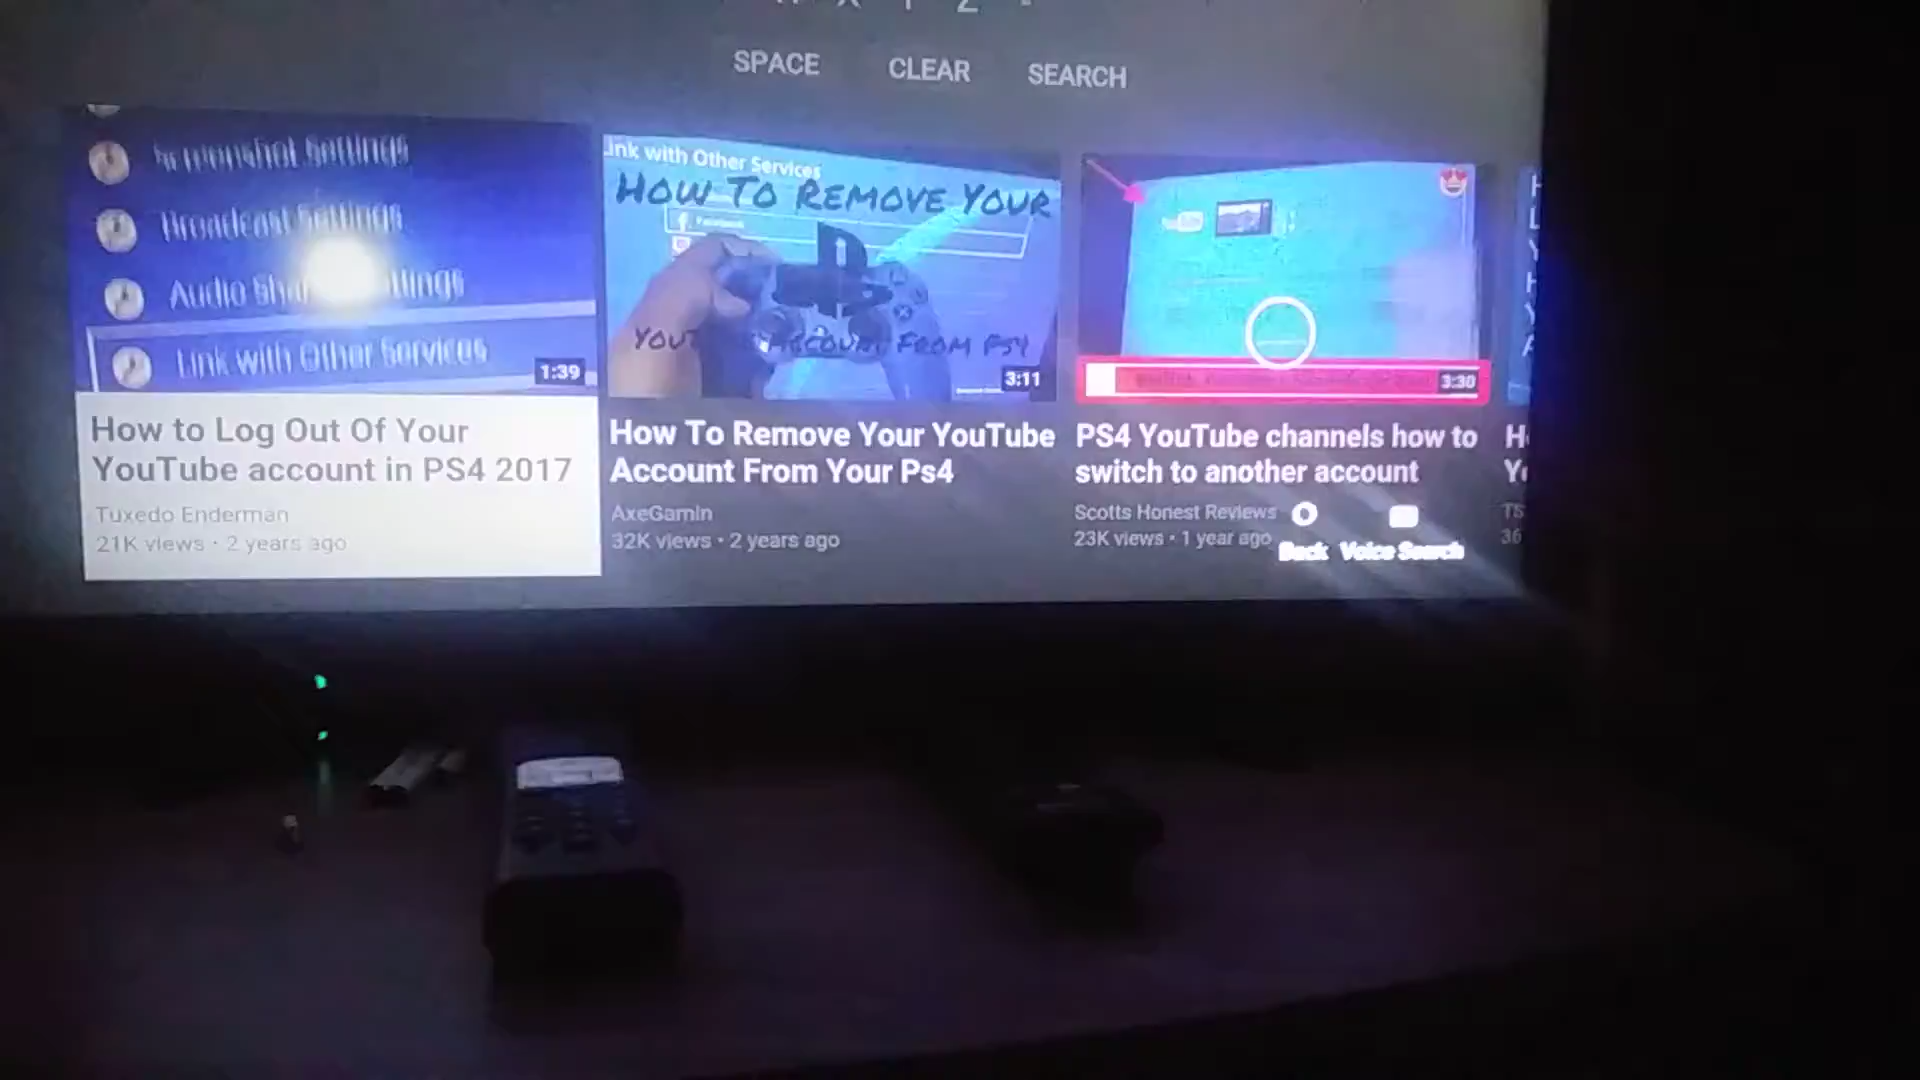 SPACE CLEAR SEARCH
Screenshot Settings
Broadcast Settings
Link with Other Services
1:39
How to Log Out Of Your
YouTube account in PS4 2017
Tuxedo Enderman
21K views · 2 years ago
Link with Other Services
HOW TO REMOVE YOUR
Facebook
ACCOUNT FROM PS4
3:11
How To Remove Your YouTube
Account From Your Ps4
AxeGamin
32K views · 2 years ago
3:30
PS4 YouTube channels how to
switch to another account
Scotts Honest Reviews
23K views · 1 year ago
Back Voice Search
36